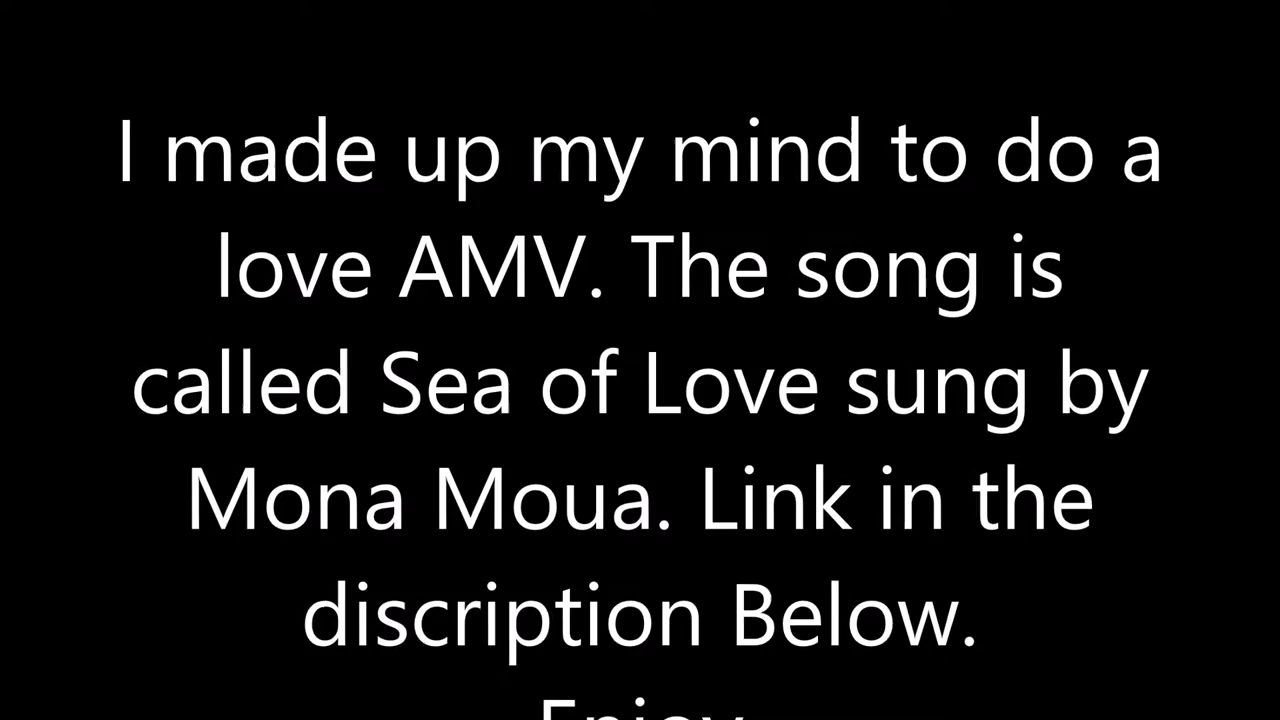 I made up my mind to do a
love AMV. The song is
called Sea of Love sung by
Mona Moua. Link in the
discription Below.
Enjoy